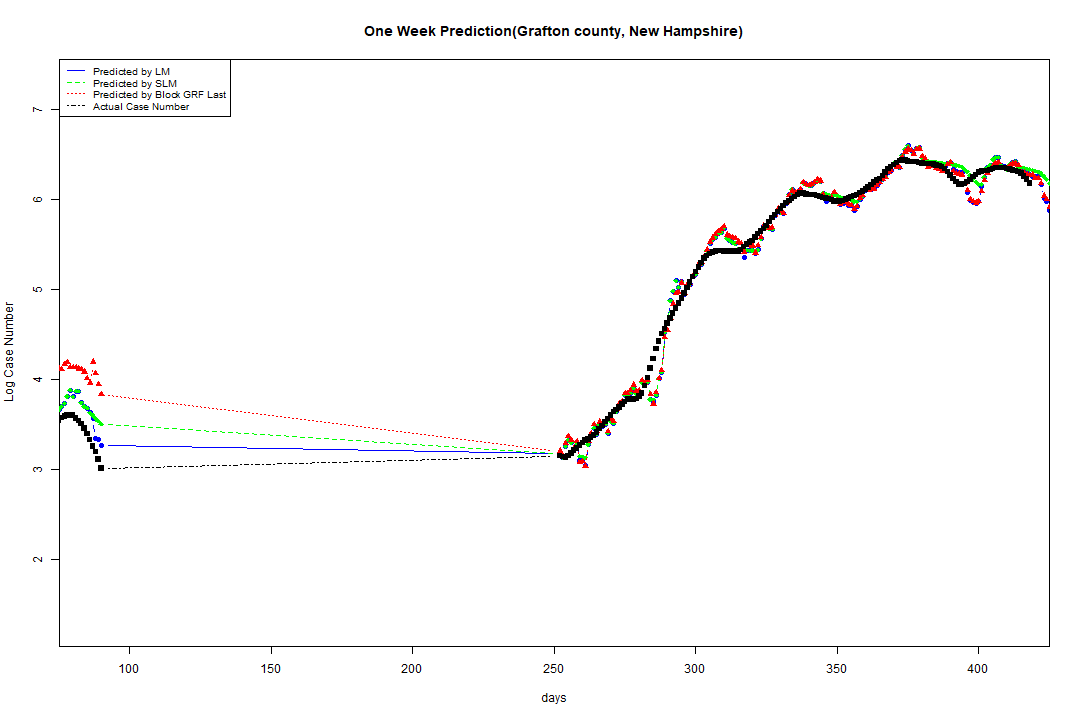 One Week Prediction(Grafton county, New Hampshire)
Predicted by LM
Predicted by SLM
Predicted by Block GRF Last
Actual Case Number
7
6
5
4
3
2
Log Case Number
100 150 200 250 300 350 400
days